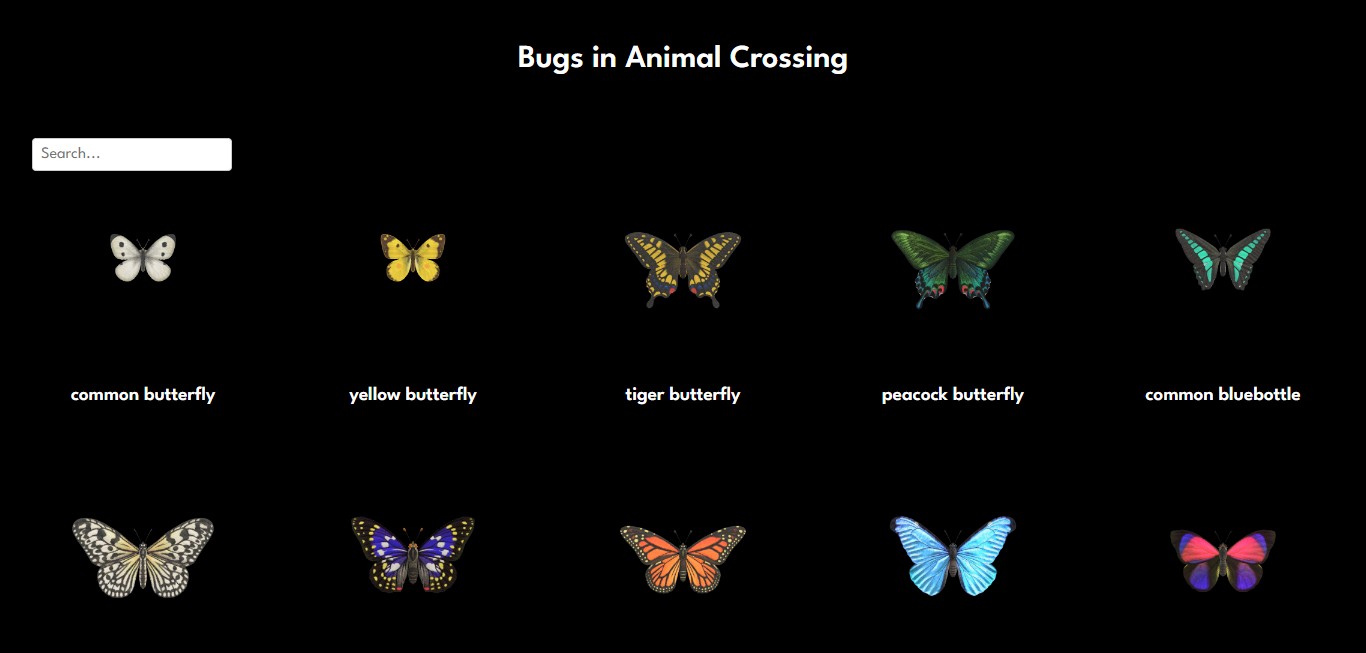 Bugs in Animal Crossing
Search...
common butterfly
yellow butterfly
tiger butterfly
peacock butterfly
common bluebottle